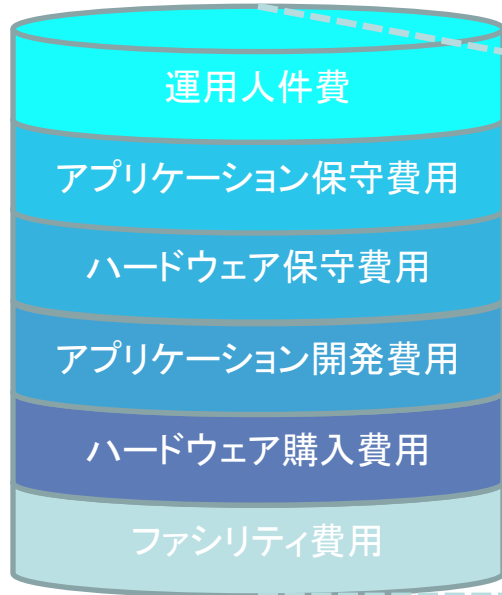 運用人件費
アプリケーション保守費用
ハードウェア保守費用
アプリケーション開発費用
ハードウェア購入費用
ファシリティ費用